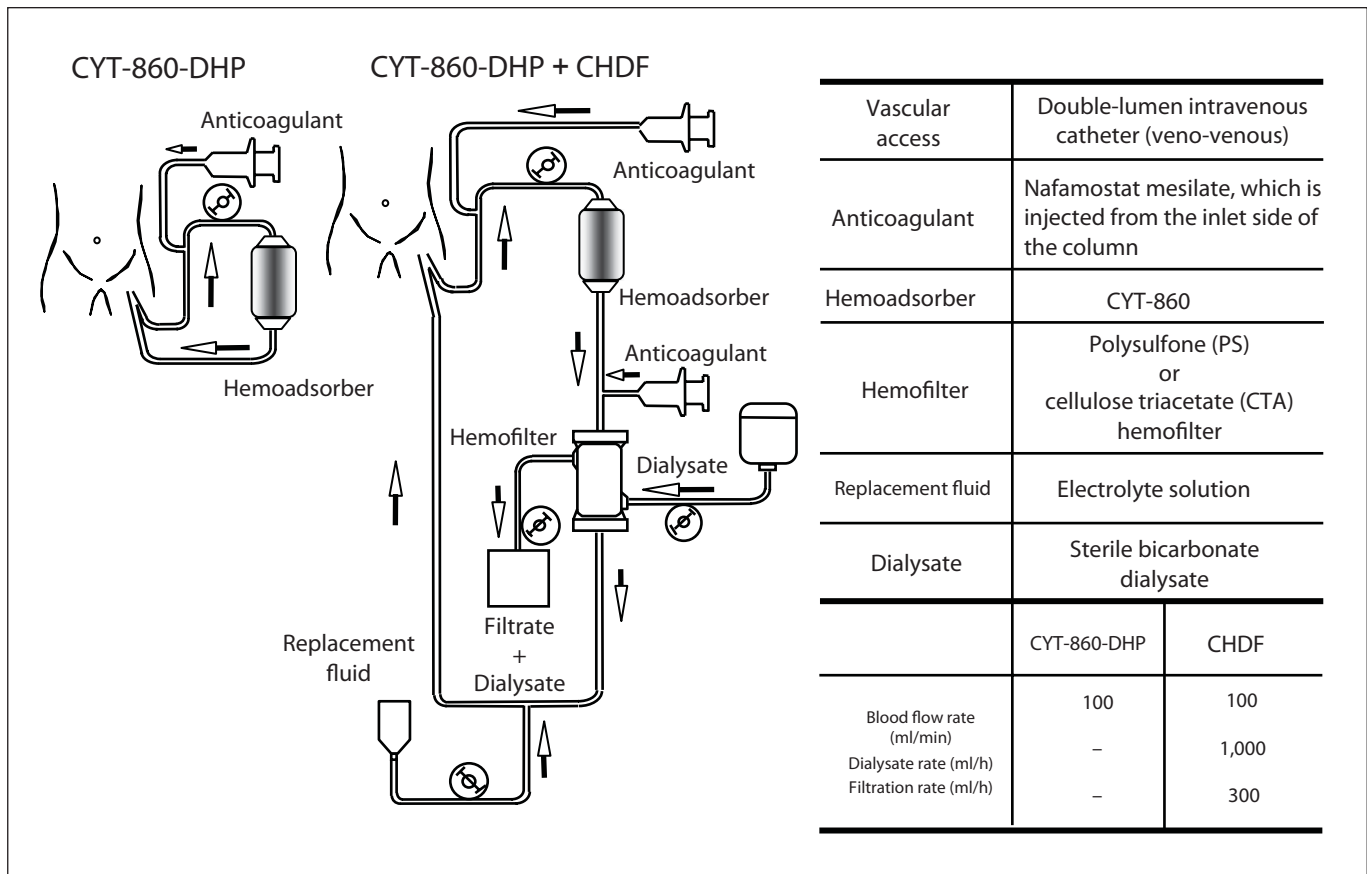 CYT-860-DHP
Anticoagulant
Hemoadsorber
CYT-860-DHP + CHDF
Anticoagulant
Hemoadsorber
Anticoagulant
Hemofilter
Dialysate
Filtrate
+
Dialysate
Replacement
fluid
Vascular
access
Double-lumen intravenous
catheter (veno-venous)
Anticoagulant
Nafamostat mesilate, which is
injected from the inlet side of
the column
Hemoadsorber
CYT-860
Hemofilter
Polysulfone (PS)
or
cellulose triacetate (CTA)
hemofilter
Replacement fluid
Electrolyte solution
Dialysate
Sterile bicarbonate
dialysate
CYT-860-DHP
CHDF
Blood flow rate
(ml/min)
100
100
Dialysate rate (ml/h)
–
1,000
Filtration rate (ml/h)
–
300